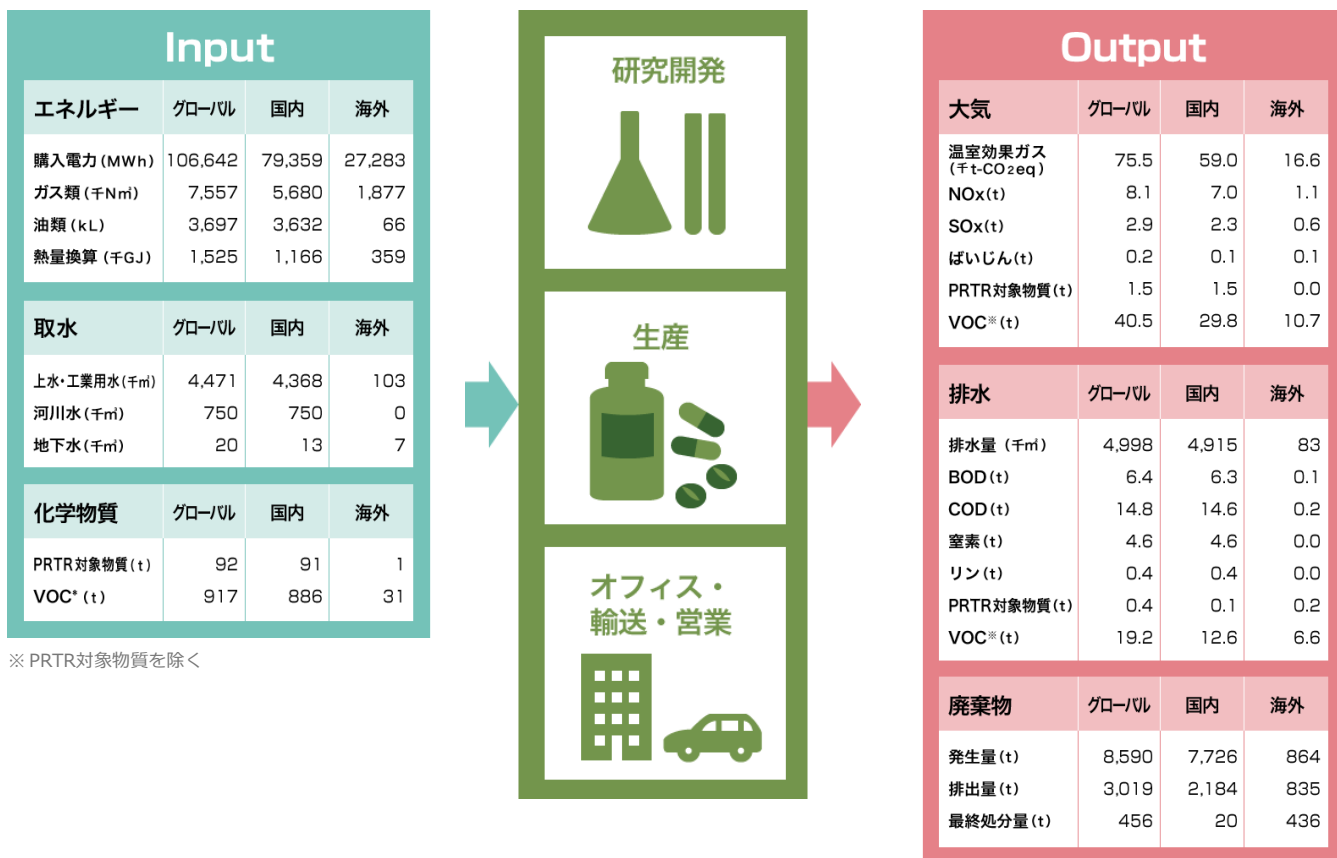 Input
エネルギー グローバル 国内 海外
購入電力(MWh) 106,642 79,359 27,283
ガス類(千N㎥) 7,557 5,680 1,877
油類(kL) 3,697 3,632 66
熱量換算(千GJ) 1,525 1,166 359
取水 グローバル 国内 海外
上水・工業用水(千㎥) 4,471 4,368 103
河川水(千㎥) 750 750 0
地下水(千㎥) 20 13 7
化学物質 グローバル 国内 海外
PRTR対象物質(t) 92 91 1
VOC※(t) 917 886 31
※ PRTR対象物質を除く
研究開発
生産
オフィス・
輸送・営業
Output
大気 グローバル 国内 海外
温室効果ガス
(千t-CO2eq) 75.5 59.0 16.6
NOx(t) 8.1 7.0 1.1
SOx(t) 2.9 2.3 0.6
ばいじん(t) 0.2 0.1 0.1
PRTR対象物質(t) 1.5 1.5 0.0
VOC※(t) 40.5 29.8 10.7
排水 グローバル 国内 海外
排水量(千㎥) 4,998 4,915 83
BOD(t) 6.4 6.3 0.1
COD(t) 14.8 14.6 0.2
窒素(t) 4.6 4.6 0.0
リン(t) 0.4 0.4 0.0
PRTR対象物質(t) 0.4 0.1 0.2
VOC※(t) 19.2 12.6 6.6
廃棄物 グローバル 国内 海外
発生量(t) 8,590 7,726 864
排出量(t) 3,019 2,184 835
最終処分量(t) 456 20 436